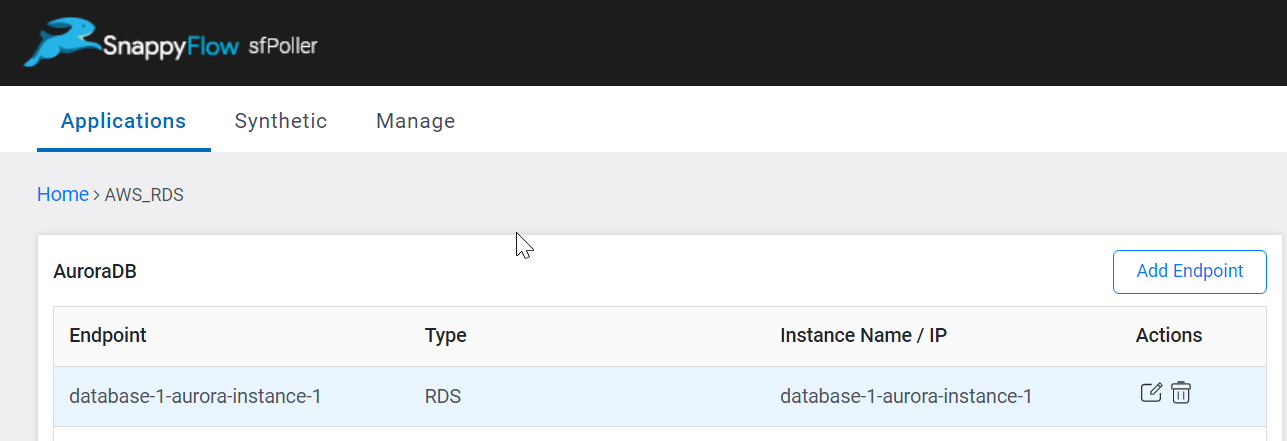 SnappyFlow sfPoller
Applications Synthetic Manage
Home > AWS_RDS
AuroraDB Add Endpoint
Endpoint Type Instance Name / IP Actions
database-1-aurora-instance-1 RDS database-1-aurora-instance-1